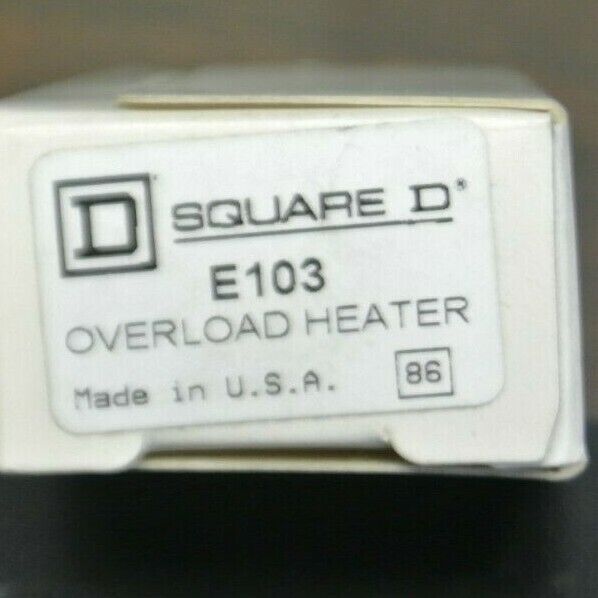 D SQUARE D®
E103
OVERLOAD HEATER
Made in U.S.A. 86